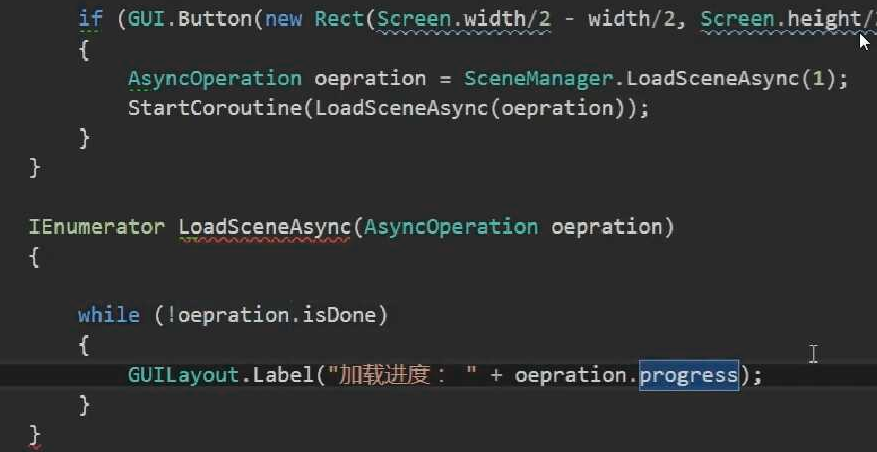 if (GUI.Button(new Rect(Screen.width/2 - width/2, Screen.height/
{
AsyncOperation oepration = SceneManager.LoadSceneAsync(1);
StartCoroutine(LoadSceneAsync(oepration));
}
}
IEnumerator LoadSceneAsync(AsyncOperation oepration)
{
while (!oepration.isDone)
{
GUILayout.Label("加载进度： " + oepration.progress);
}
}